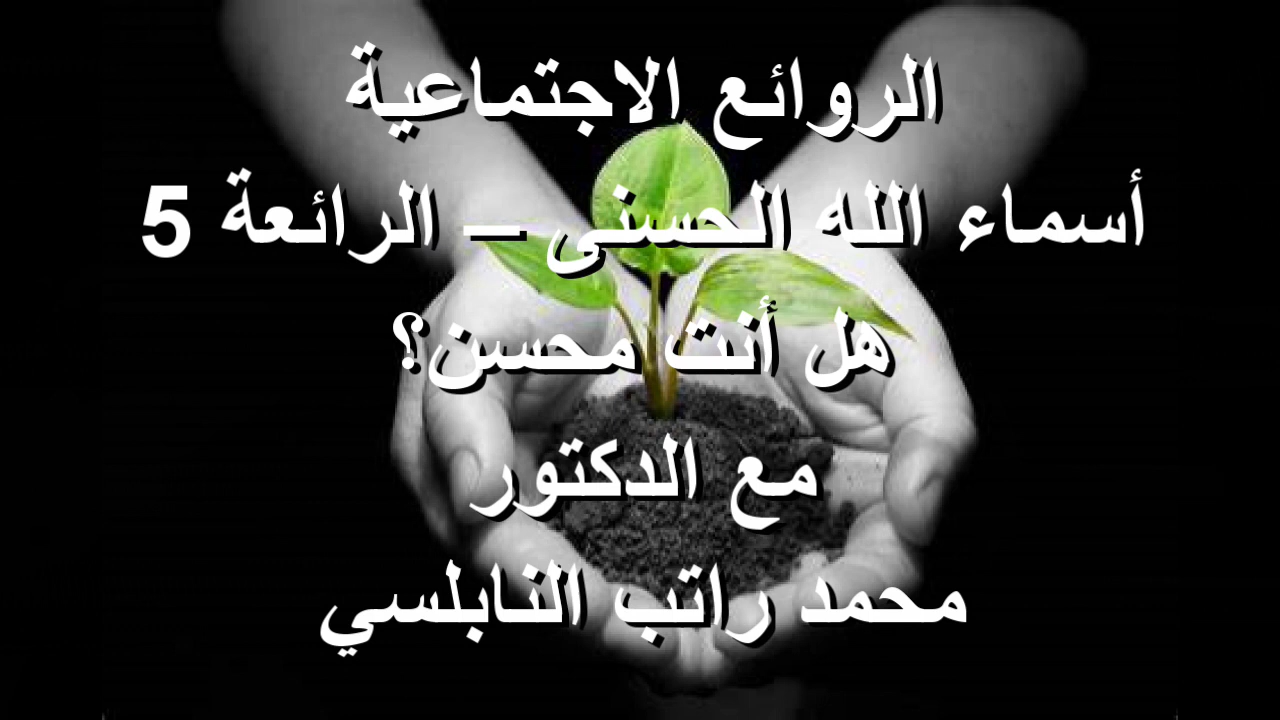 الروائع الاجتماعية
أسماء الله الحسنى – الرائعة 5
هل أنت محسن؟
مع الدكتور
محمد راتب النابلسي